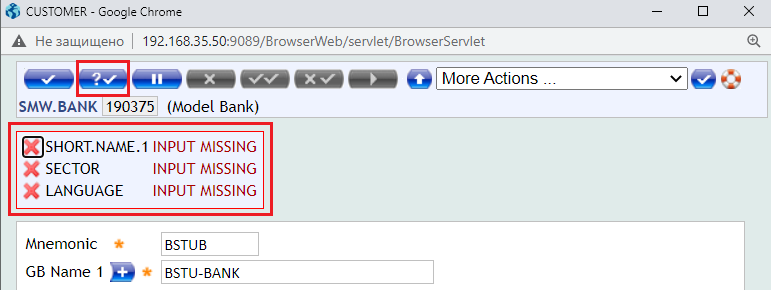 CUSTOMER - Google Chrome
Не защищено 192.168.35.50:9089/BrowserWeb/servlet/BrowserServlet
?
More Actions ...
SMW.BANK 190375 (Model Bank)
SHORT.NAME.1 INPUT MISSING
SECTOR INPUT MISSING
LANGUAGE INPUT MISSING
Mnemonic * BSTUB
GB Name 1 + * BSTU-BANK